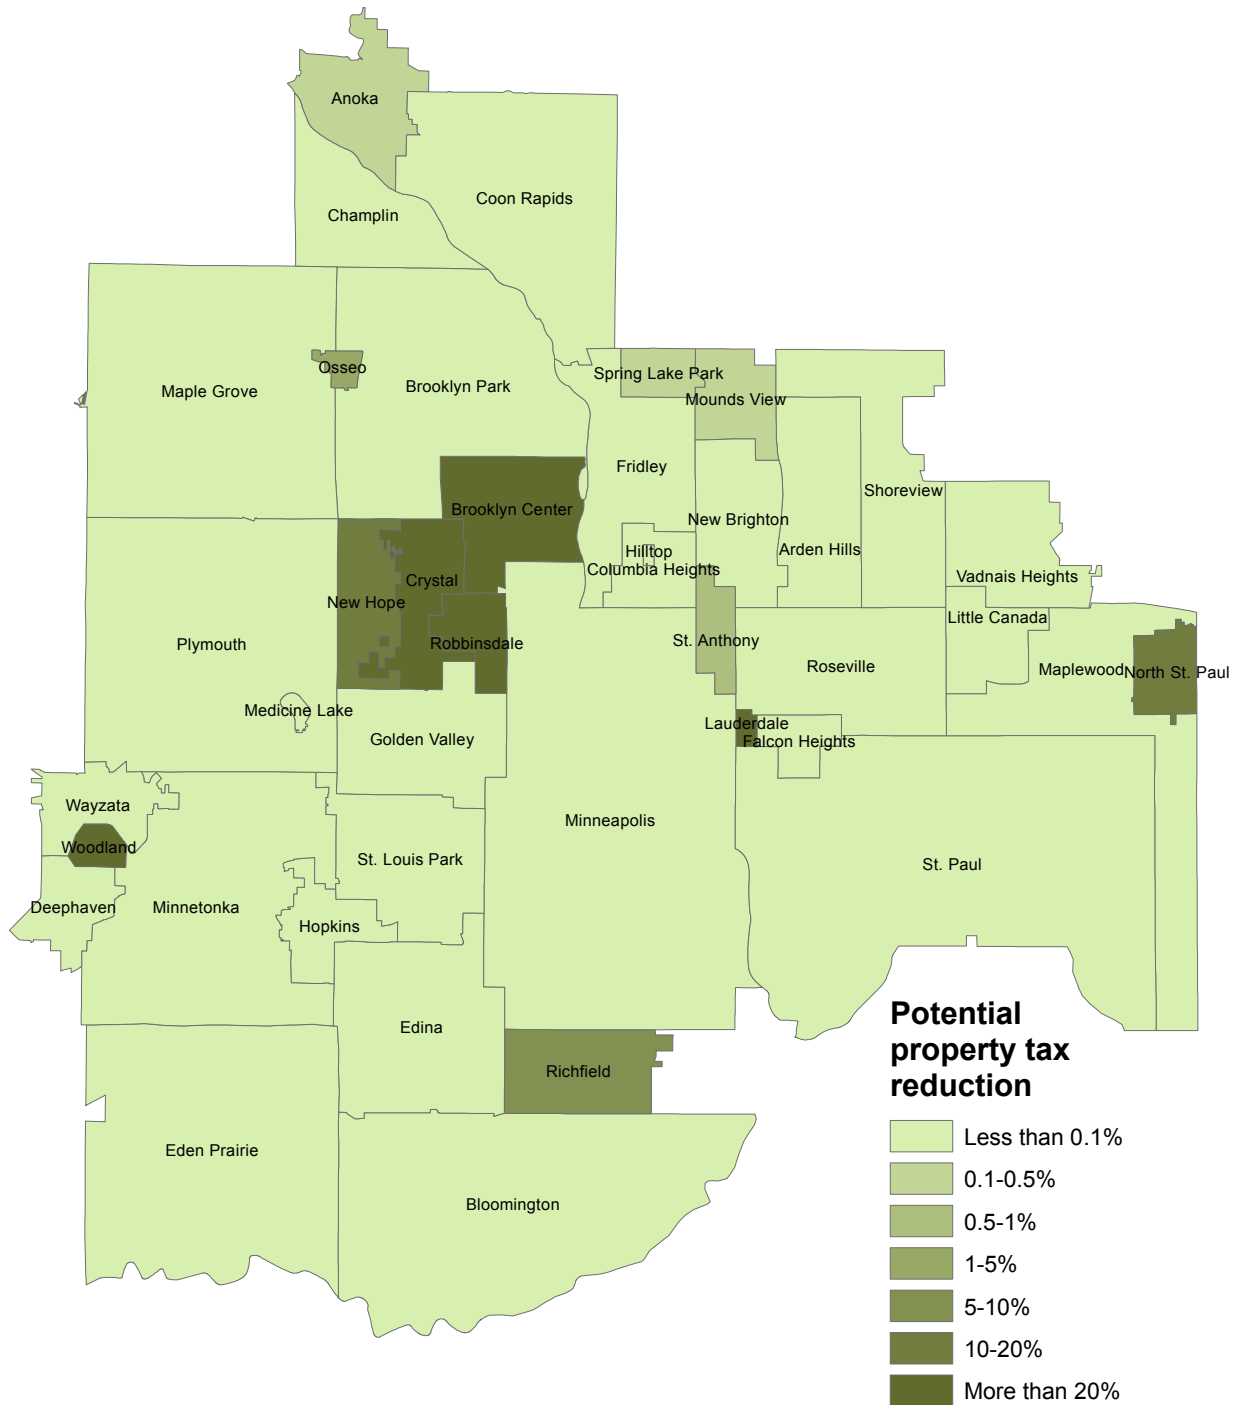 Anoka
Coon Rapids
Champlin
Osseo
Spring Lake Park
Maple Grove
Brooklyn Park
Mounds View
Fridley
Shoreview
Brooklyn Center
New Brighton
Arden Hills
Hilltop
Columbia Heights
Vadnais Heights
Crystal
New Hope
Little Canada
Plymouth
Robbinsdale
St. Anthony
Roseville
Maplewood
North St. Paul
Medicine Lake
Lauderdale
Golden Valley
Falcon Heights
Wayzata
Minneapolis
Woodland
St. Louis Park
St. Paul
Deephaven
Minnetonka
Hopkins
Edina
Richfield
Eden Prairie
Bloomington
Potential
property tax
reduction
Less than 0.1%
0.1-0.5%
0.5-1%
1-5%
5-10%
10-20%
More than 20%